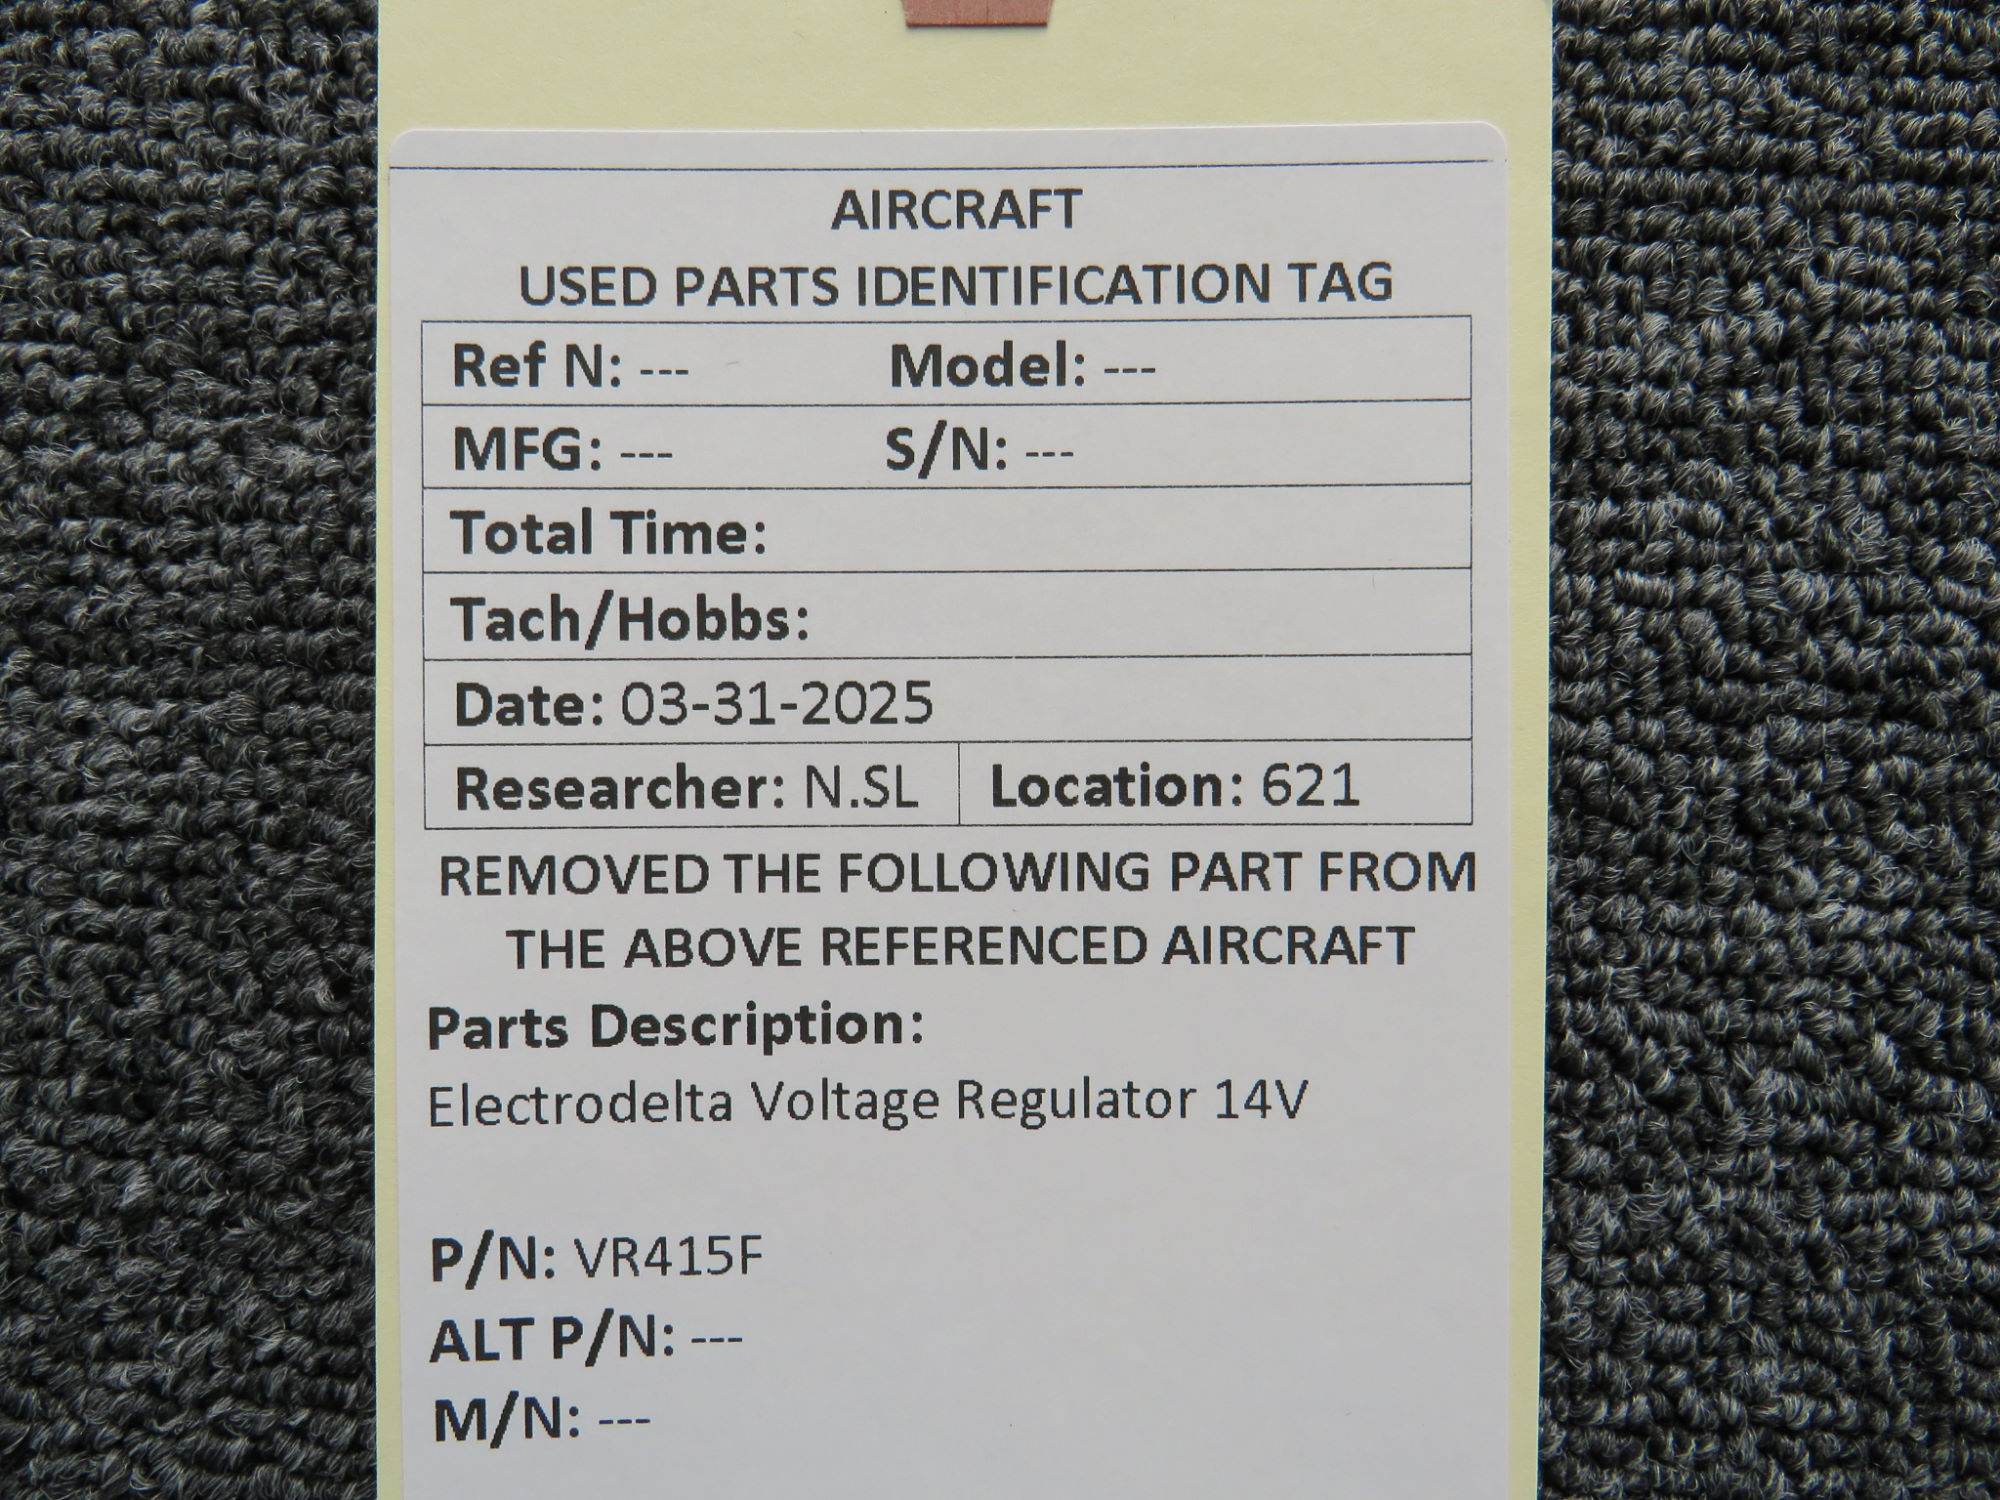 AIRCRAFT
USED PARTS IDENTIFICATION TAG
Ref N: --- Model: ---
MFG: --- S/N: ---
Total Time:
Tach/Hobbs:
Date: 03-31-2025
Researcher: N.SL Location: 621
REMOVED THE FOLLOWING PART FROM
THE ABOVE REFERENCED AIRCRAFT
Parts Description:
Electrodelta Voltage Regulator 14V
P/N: VR415F
ALT P/N: ---
M/N: ---